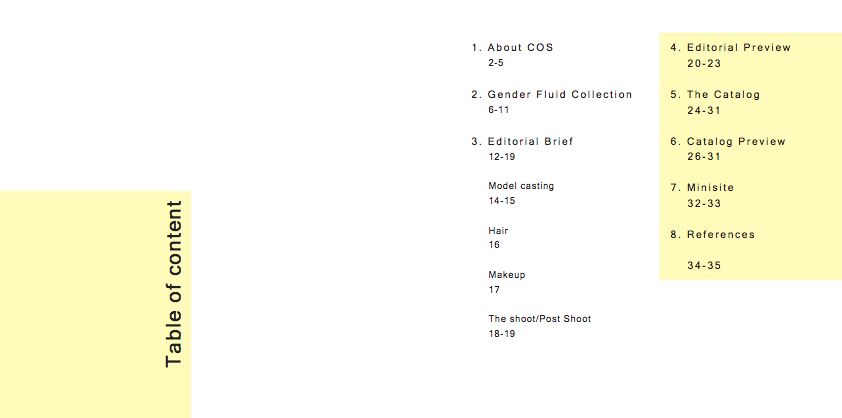 Table of content
1. About COS
2-5
2. Gender Fluid Collection
6-11
3. Editorial Brief
12-19
Model casting
14-15
Hair
16
Makeup
17
The shoot/Post Shoot
18-19
4. Editorial Preview
20-23
5. The Catalog
24-31
6. Catalog Preview
26-31
7. Minisite
32-33
8. References
34-35